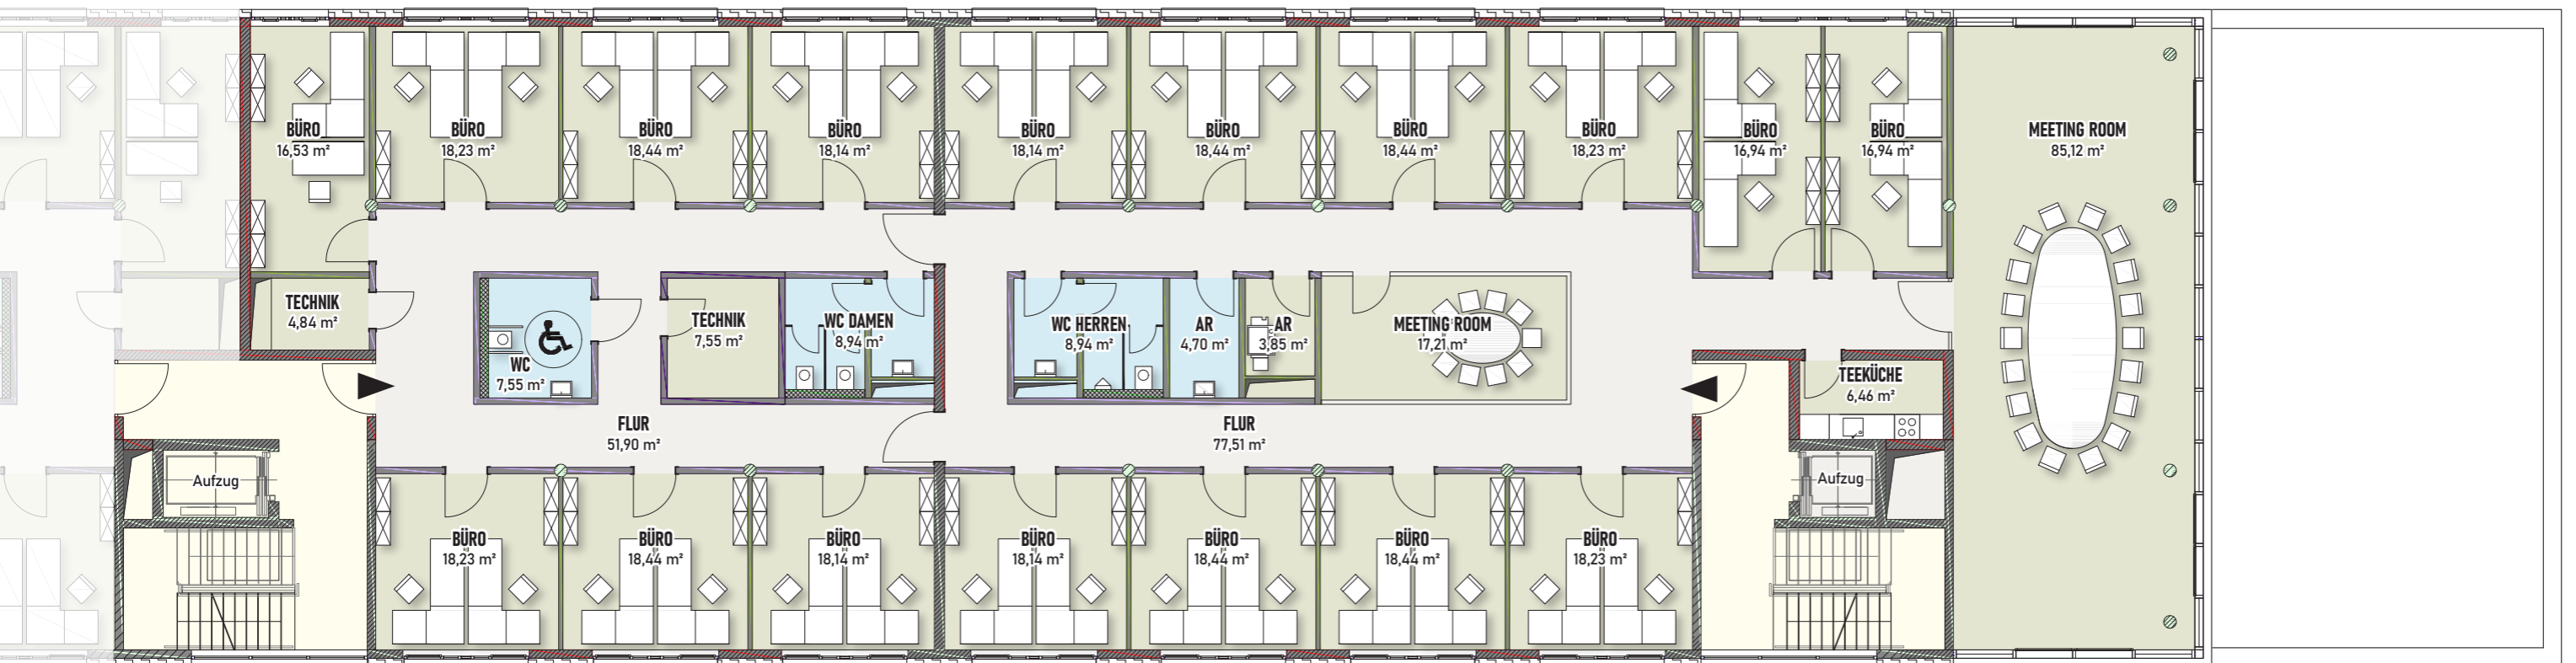 BÜRO
16,53 m²
BÜRO
18,23 m²
BÜRO
18,44 m²
BÜRO
18,14 m²
BÜRO
18,14 m²
BÜRO
18,44 m²
BÜRO
18,44 m²
BÜRO
18,23 m²
BÜRO
16,94 m²
BÜRO
16,94 m²
MEETING ROOM
85,12 m²
TECHNIK
4,84 m²
WC
7,55 m²
TECHNIK
7,55 m²
WC DAMEN
8,94 m²
WC HERREN
8,94 m²
AR
4,70 m²
AR
3,85 m²
MEETING ROOM
17,21 m²
TEEKÜCHE
6,46 m²
FLUR
51,90 m²
FLUR
77,51 m²
Aufzug
Aufzug
BÜRO
18,23 m²
BÜRO
18,44 m²
BÜRO
18,14 m²
BÜRO
18,14 m²
BÜRO
18,44 m²
BÜRO
18,44 m²
BÜRO
18,23 m²